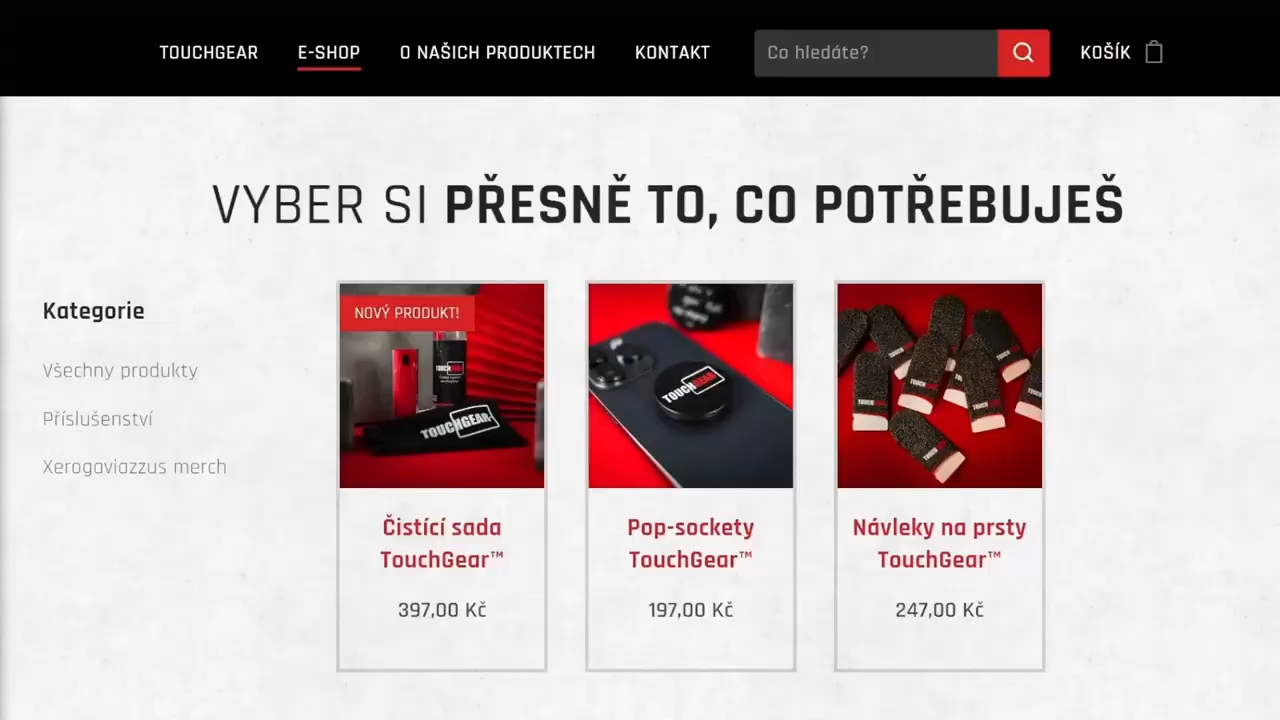 TOUCHGEAR E-SHOP O NAŠICH PRODUKTECH KONTAKT Co hledáte? KOŠÍK
VYBER SI PŘESNĚ TO, CO POTŘEBUJEŠ
Kategorie
Všechny produkty
Příslušenství
Xerogaviazzus merch
NOVÝ PRODUKT!
TOUCHGEAR
Čistící sada
TouchGear™
397,00 Kč
TOUCHGEAR
Pop-sockety
TouchGear™
197,00 Kč
Návleky na prsty
TouchGear™
247,00 Kč